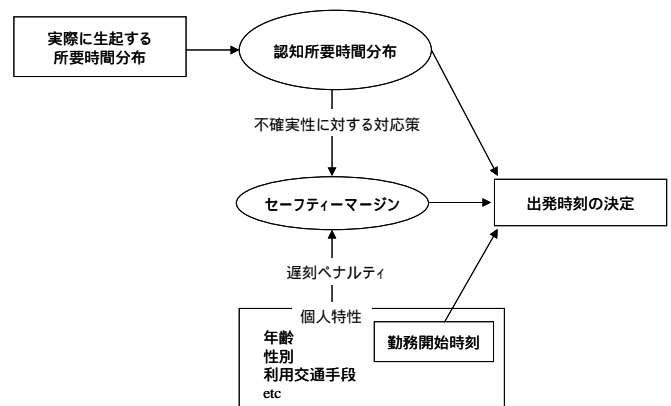 実際に生起する
所要時間分布
認知所要時間分布
不確実性に対する対応策
セーフティーマージン
出発時刻の決定
遅刻ペナルティ
個人特性
年齢
性別
利用交通手段
etc
勤務開始時刻